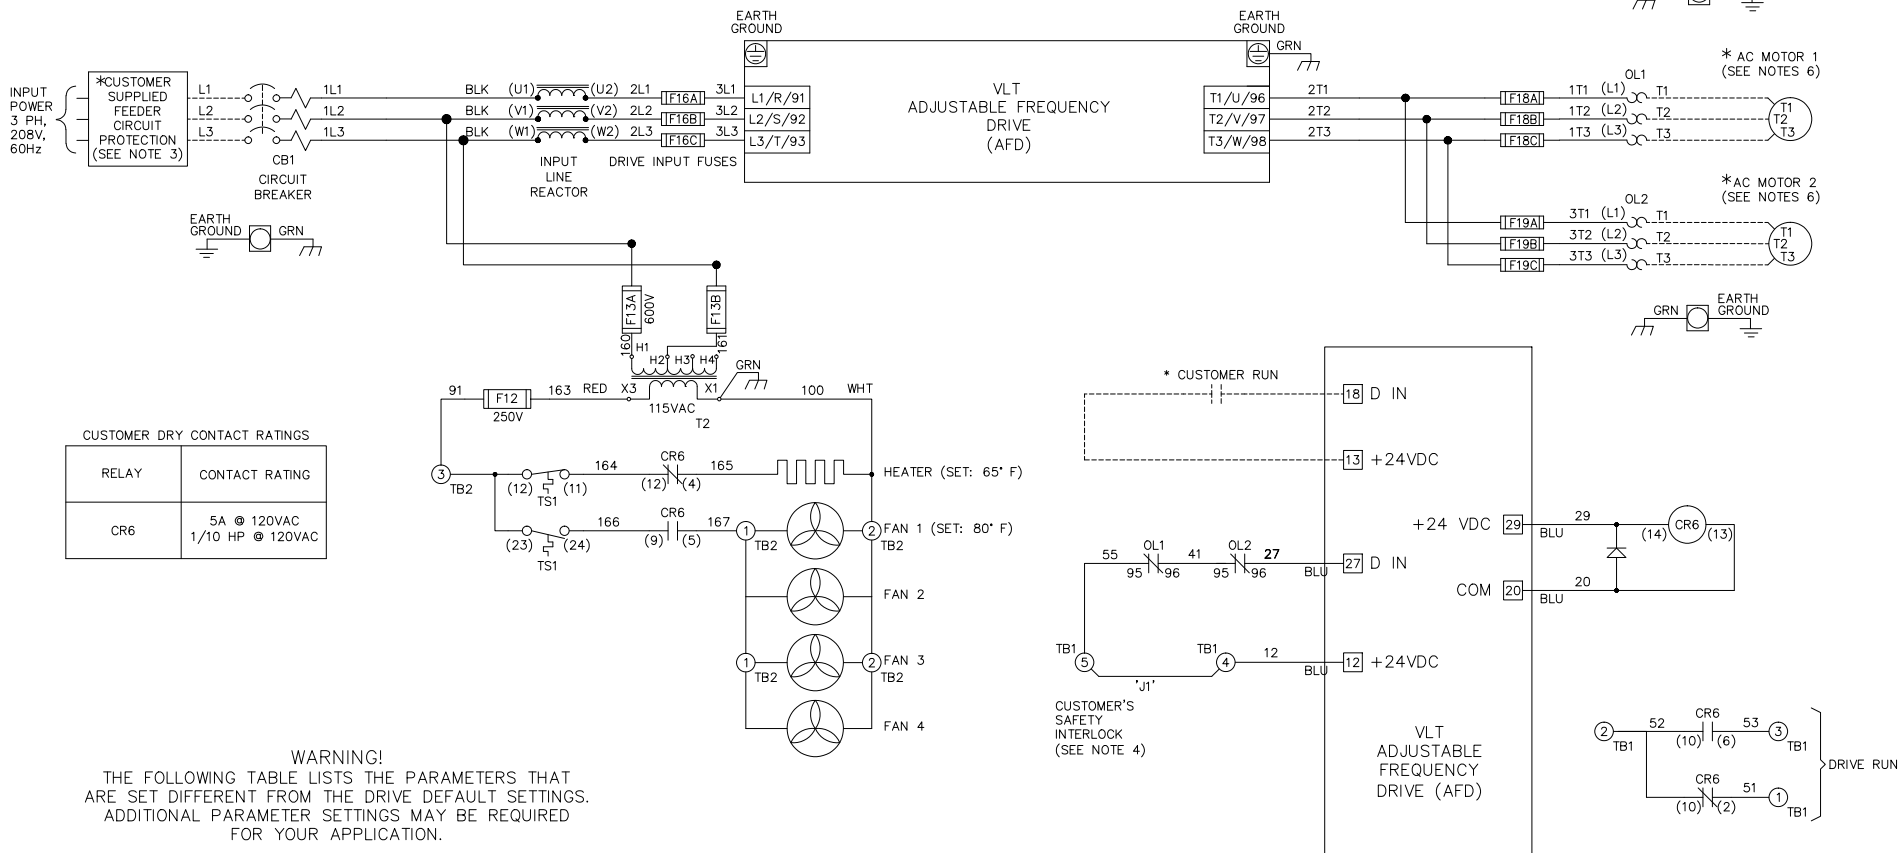 EARTH
GROUND
EARTH
GROUND
GRN
INPUT
POWER
3 PH,
208V,
60Hz
*CUSTOMER
SUPPLIED
FEEDER
CIRCUIT
PROTECTION
(SEE NOTE 3)
L1
L2
L3
CB1
CIRCUIT
BREAKER
1L1
1L2
1L3
BLK
BLK
BLK
(U1)
(V1)
(W1)
(U2)
(V2)
(W2)
INPUT
LINE
REACTOR
2L1
2L2
2L3
F16A
F16B
F16C
DRIVE INPUT FUSES
3L1
3L2
3L3
L1/R/91
L2/S/92
L3/T/93
VLT
ADJUSTABLE FREQUENCY
DRIVE
(AFD)
T1/U/96
T2/V/97
T3/W/98
2T1
2T2
2T3
F18A
F18B
F18C
1T1 (L1)
1T2 (L2)
1T3 (L3)
OL1
T1
T2
T3
* AC MOTOR 1
(SEE NOTES 6)
T1
T2
T3
F19A
F19B
F19C
3T1 (L1)
3T2 (L2)
3T3 (L3)
OL2
T1
T2
T3
*AC MOTOR 2
(SEE NOTES 6)
T1
T2
T3
GRN
EARTH
GROUND
EARTH
GROUND
GRN
F13A
600V
F13B
160
161
H1
H2
H3
H4
GRN
91
F12
250V
163
RED
X3
X1
115VAC
T2
100
WHT
CUSTOMER DRY CONTACT RATINGS
RELAY
CONTACT RATING
CR6
5A @ 120VAC
1/10 HP @ 120VAC
3
TB2
(12)
(11)
TS1
164
CR6
(12)
(4)
165
HEATER (SET: 65° F)
(23)
(24)
TS1
166
CR6
(9)
(5)
167
1
TB2
2
TB2
FAN 1 (SET: 80° F)
FAN 2
1
TB2
2
TB2
FAN 3
FAN 4
* CUSTOMER RUN
18 D IN
13 +24VDC
55
OL1
95
96
41
OL2
95
96
27
BLU
27 D IN
TB1
5
TB1
4
'J1'
12
BLU
12 +24VDC
CUSTOMER'S
SAFETY
INTERLOCK
(SEE NOTE 4)
+24 VDC 29
29
BLU
(14)
CR6
(13)
COM 20
20
BLU
VLT
ADJUSTABLE
FREQUENCY
DRIVE (AFD)
2
TB1
52
CR6
(10)
(6)
53
3
TB1
CR6
(10)
(2)
51
1
TB1
DRIVE RUN
WARNING!
THE FOLLOWING TABLE LISTS THE PARAMETERS THAT
ARE SET DIFFERENT FROM THE DRIVE DEFAULT SETTINGS.
ADDITIONAL PARAMETER SETTINGS MAY BE REQUIRED
FOR YOUR APPLICATION.